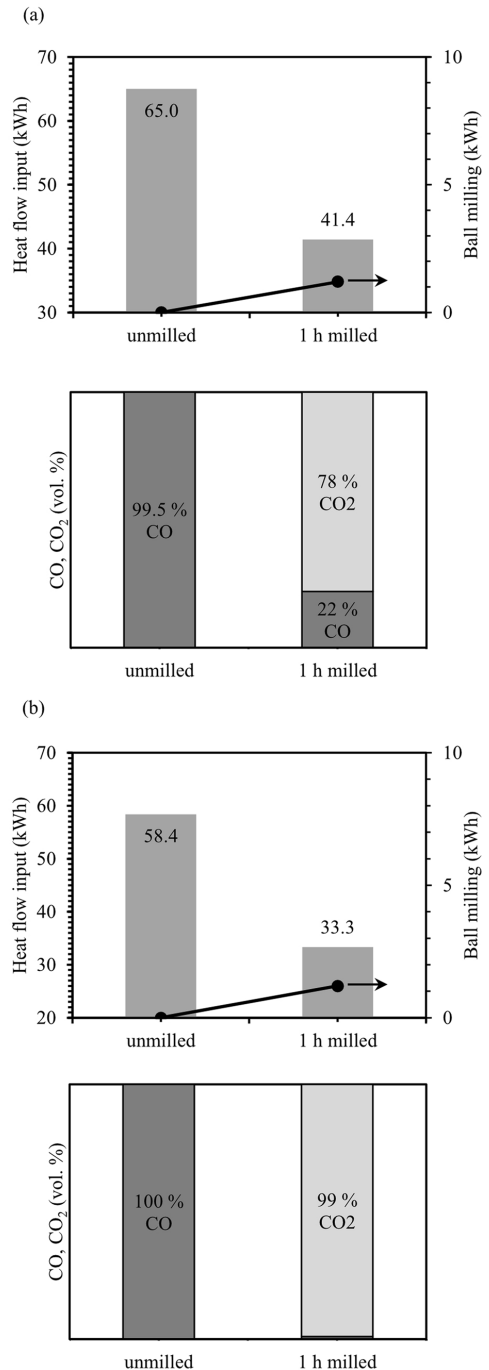 (a)
Heat flow input (kWh)
70
60
50
40
30
65.0
41.4
10
5
0
Ball milling (kWh)
unmilled
1 h milled
CO, CO2 (vol. %)
99.5 %
CO
78 %
CO2
22 %
CO
unmilled
1 h milled
(b)
Heat flow input (kWh)
70
60
50
40
30
20
58.4
33.3
10
5
0
Ball milling (kWh)
unmilled
1 h milled
CO, CO2 (vol. %)
100 %
CO
99 %
CO2
unmilled
1 h milled